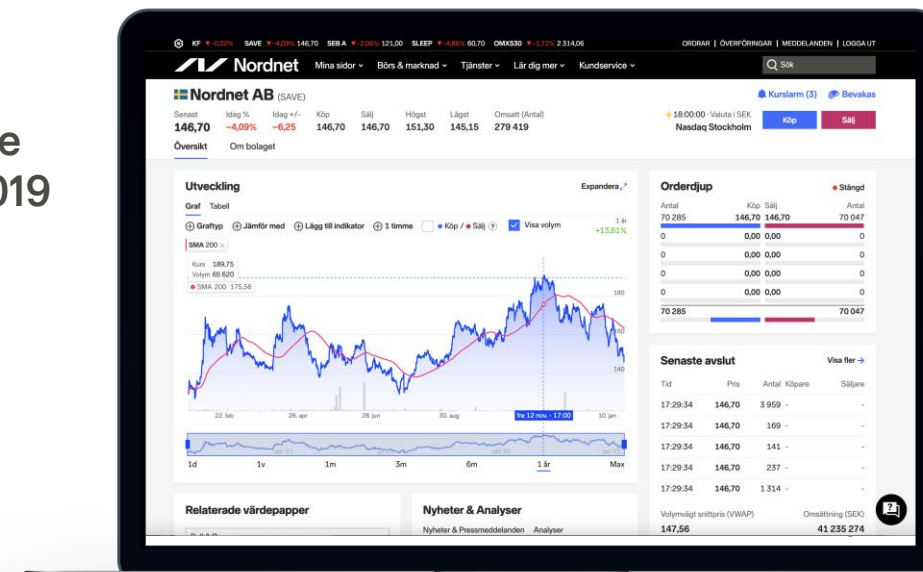 e
019
KF ▼-0,02% SAVE ▼-4,09% 146,70 SEB A ▼-2,06% 121,00 SLEEP ▼-4,86% 60,70 OMXS30 ▼-1,72% 2 314,06 ORDRAR | ÖVERFÖRINGAR | MEDDELANDEN | LOGGA UT
Nordnet Mina sidor Börs & marknad Tjänster Lär dig mer Kundservice Sök
Nordnet AB (SAVE) Kurslarm (3) Bevakas
Senast Idag % Idag +/- Köp Sälj Högst Lägst Omsatt (Antal) 18:00:00 · Valuta i SEK
146,70 -4,09% -6,25 146,70 146,70 151,30 145,15 279 419 Nasdaq Stockholm Köp Sälj
Översikt Om bolaget
Utveckling Expandera
Graf Tabell
Graftyp Jämför med Lägg till indikator 1 timme Köp / Sälj ? Visa volym 1 år
+13,81%
SMA 200 ×
Kurs 189,75
Volym 65 620
SMA 200 175,56
180
160
140
22. feb 26. apr 28. jun 30. aug fre 12 nov. - 17:00 10. jan
1d 1v 1m 3m 6m 1 år Max
Orderdjup Stängd
Antal Köp Sälj Antal
70 285 146,70 146,70 70 047
0 0,00 0,00 0
0 0,00 0,00 0
0 0,00 0,00 0
0 0,00 0,00 0
70 285 70 047
Senaste avslut Visa fler →
Tid Pris Antal Köpare Säljare
17:29:34 146,70 3 959 - -
17:29:34 146,70 169 - -
17:29:34 146,70 141 - -
17:29:34 146,70 237 - -
17:29:34 146,70 1 314 - -
Volymvägt snittpris (VWAP) Omsättning (SEK)
147,56 41 235 274
Relaterade värdepapper
Nyheter & Analyser
Nyheter & Pressmeddelanden Analyser